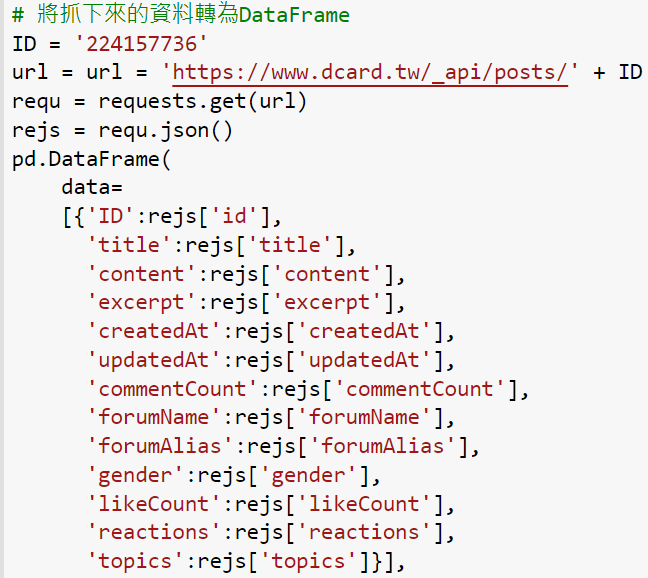 # 將抓下來的資料轉為DataFrame
ID = '224157736'
url = url = 'https://www.dcard.tw/_api/posts/' + ID
requ = requests.get(url)
rejs = requ.json()
pd.DataFrame(
    data=
    [{'ID':rejs['id'],
      'title':rejs['title'],
      'content':rejs['content'],
      'excerpt':rejs['excerpt'],
      'createdAt':rejs['createdAt'],
      'updatedAt':rejs['updatedAt'],
      'commentCount':rejs['commentCount'],
      'forumName':rejs['forumName'],
      'forumAlias':rejs['forumAlias'],
      'gender':rejs['gender'],
      'likeCount':rejs['likeCount'],
      'reactions':rejs['reactions'],
      'topics':rejs['topics']}],